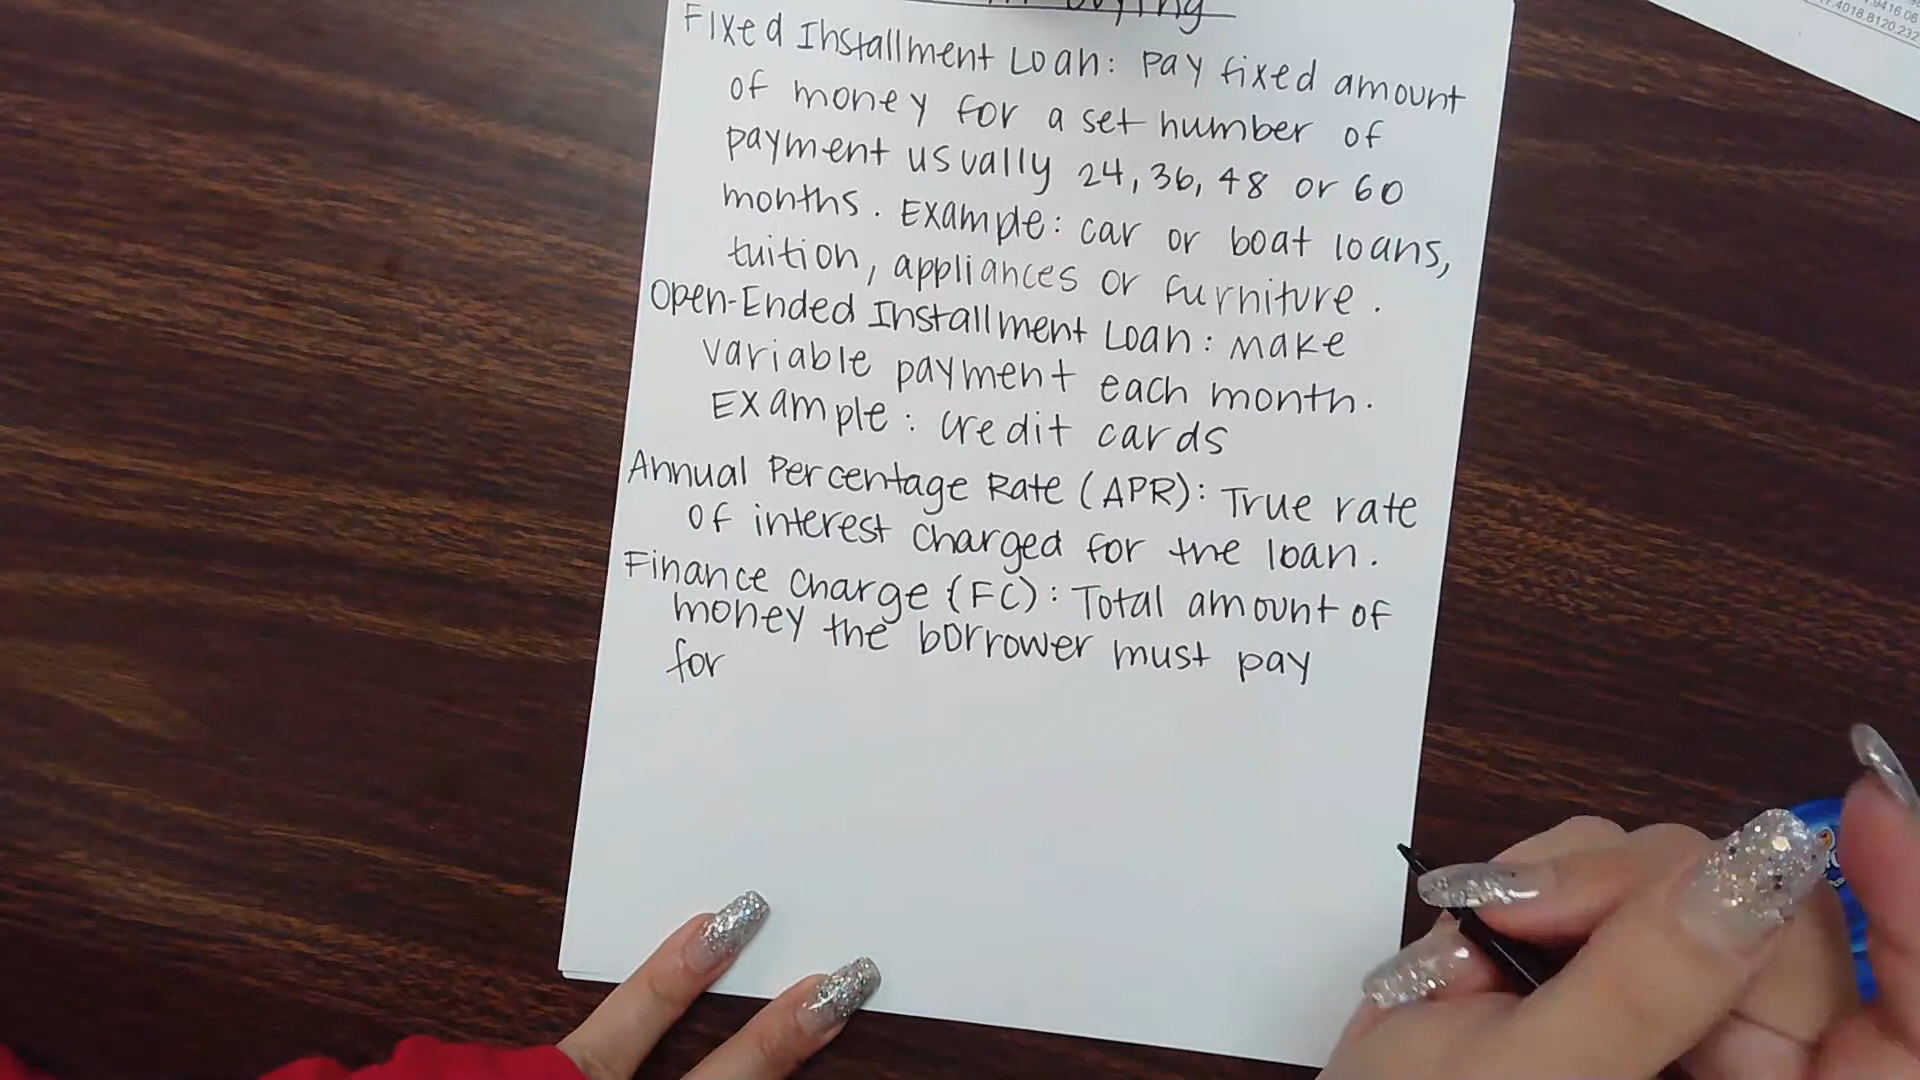 Buying
Fixed Installment Loan: Pay fixed amount
of money for a set number of
payment usually 24, 36, 48 or 60
months. Example: car or boat loans,
tuition, appliances or furniture.
Open-Ended Installment Loan: Make
variable payment each month.
Example: credit cards
Annual Percentage Rate (APR): True rate
of interest charged for the loan.
Finance Charge (FC): Total amount of
money the borrower must pay
for